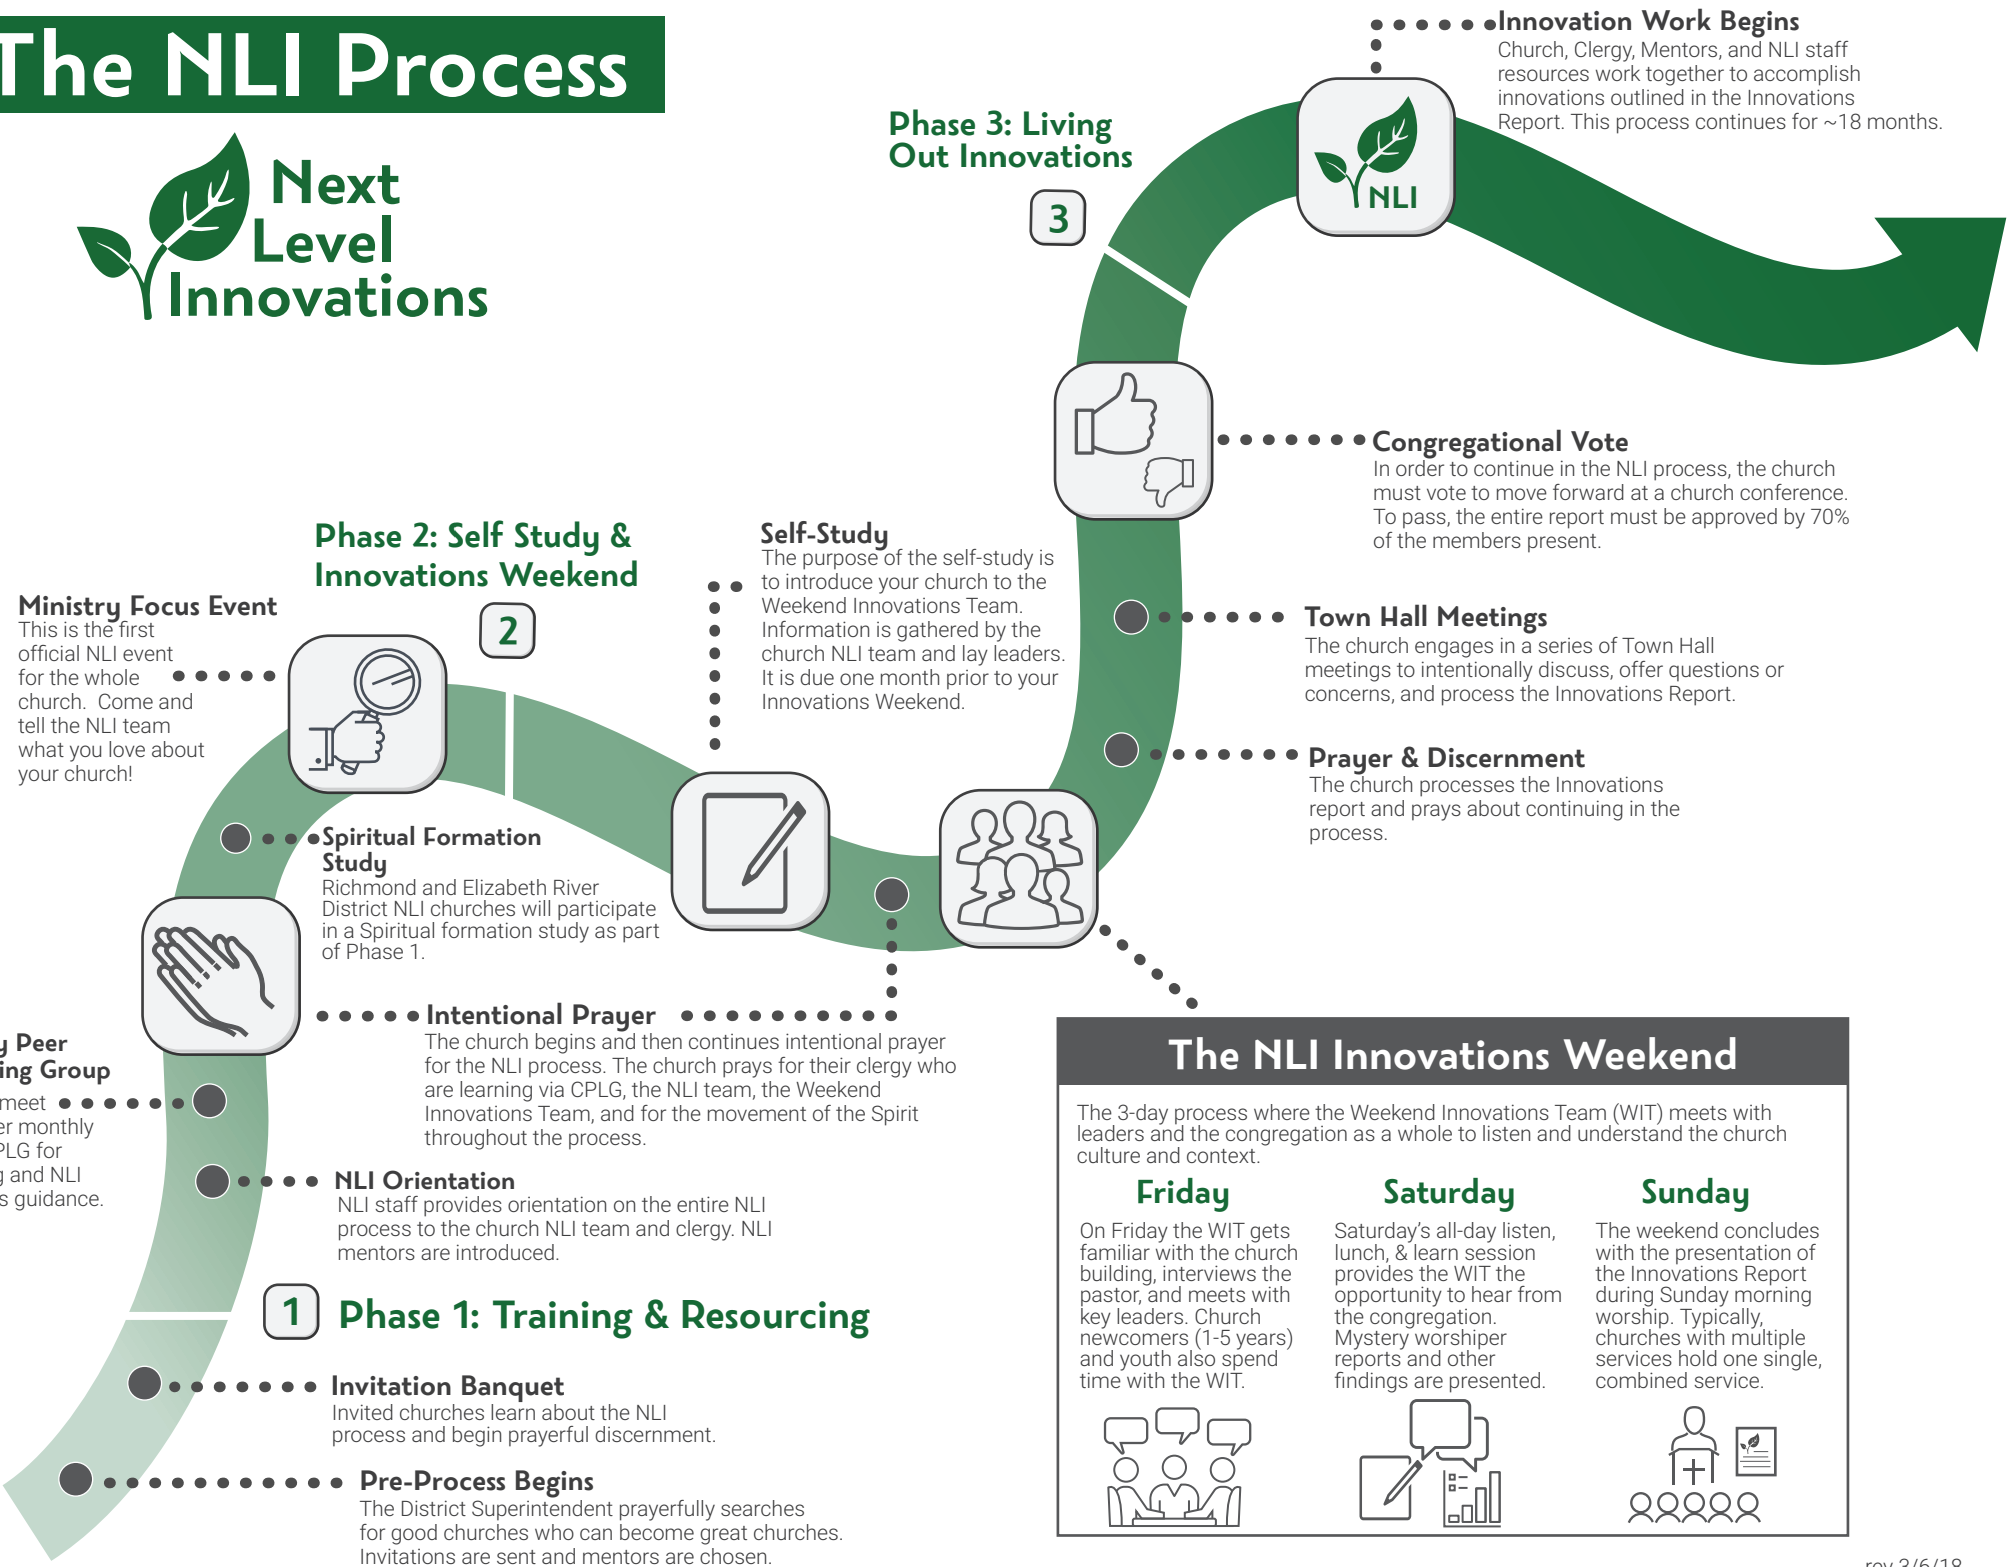 The NLI Process
Next
Level
Innovations
Innovation Work Begins
Church, Clergy, Mentors, and NLI staff
resources work together to accomplish
innovations outlined in the Innovations
Report. This process continues for ~18 months.
Phase 3: Living
Out Innovations
3
NLI
Congregational Vote
In order to continue in the NLI process, the church
must vote to move forward at a church conference.
To pass, the entire report must be approved by 70%
of the members present.
Town Hall Meetings
The church engages in a series of Town Hall
meetings to intentionally discuss, offer questions or
concerns, and process the Innovations Report.
Prayer & Discernment
The church processes the Innovations
report and prays about continuing in the
process.
Phase 2: Self Study &
Innovations Weekend
2
Self-Study
The purpose of the self-study is
to introduce your church to the
Weekend Innovations Team.
Information is gathered by the
church NLI team and lay leaders.
It is due one month prior to your
Innovations Weekend.
Ministry Focus Event
This is the first
official NLI event
for the whole
church. Come and
tell the NLI team
what you love about
your church!
Spiritual Formation
Study
Richmond and Elizabeth River
District NLI churches will participate
in a Spiritual formation study as part
of Phase 1.
Intentional Prayer
The church begins and then continues intentional prayer
for the NLI process. The church prays for their clergy who
are learning via CPLG, the NLI team, the Weekend
Innovations Team, and for the movement of the Spirit
throughout the process.
Peer
Group
meet
monthly
for
and NLI
guidance.
NLI Orientation
NLI staff provides orientation on the entire NLI
process to the church NLI team and clergy. NLI
mentors are introduced.
1 Phase 1: Training & Resourcing
Invitation Banquet
Invited churches learn about the NLI
process and begin prayerful discernment.
Pre-Process Begins
The District Superintendent prayerfully searches
for good churches who can become great churches.
Invitations are sent and mentors are chosen.
The NLI Innovations Weekend
The 3-day process where the Weekend Innovations Team (WIT) meets with
leaders and the congregation as a whole to listen and understand the church
culture and context.
Friday
On Friday the WIT gets
familiar with the church
building, interviews the
pastor, and meets with
key leaders. Church
newcomers (1-5 years)
and youth also spend
time with the WIT.
Saturday
Saturday's all-day listen,
lunch, & learn session
provides the WIT the
opportunity to hear from
the congregation.
Mystery worshiper
reports and other
findings are presented.
Sunday
The weekend concludes
with the presentation of
the Innovations Report
during Sunday morning
worship. Typically,
churches with multiple
services hold one single,
combined service.
rev 3/6/18